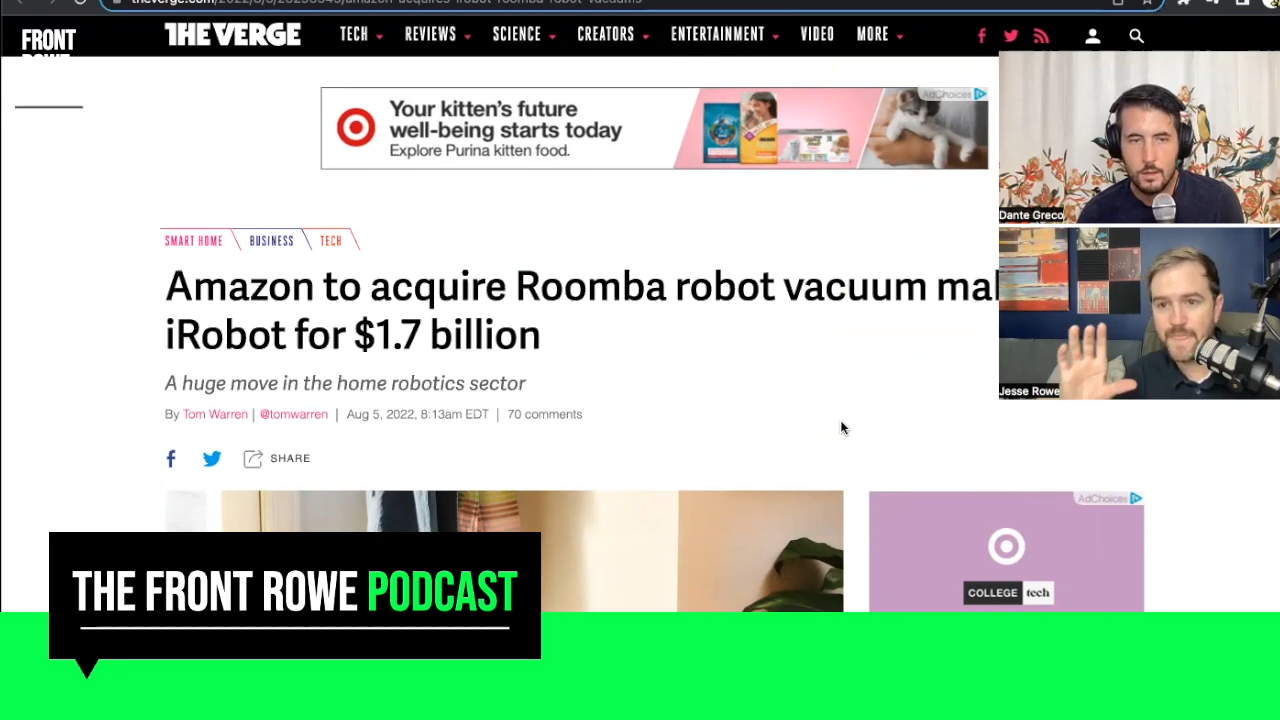 FRONT
THE VERGE
TECH
REVIEWS
SCIENCE
CREATORS
ENTERTAINMENT
VIDEO
MORE
Your kitten's future
well-being starts today
Explore Purina kitten food.
AdChoices
Dante Greco
SMART HOME
BUSINESS
TECH
Amazon to acquire Roomba robot vacuum
iRobot for $1.7 billion
A huge move in the home robotics sector
By Tom Warren | @tomwarren | Aug 5, 2022, 8:13am EDT | 70 comments
Jesse Rowe
SHARE
AdChoices
COLLEGE tech
THE FRONT ROWE PODCAST